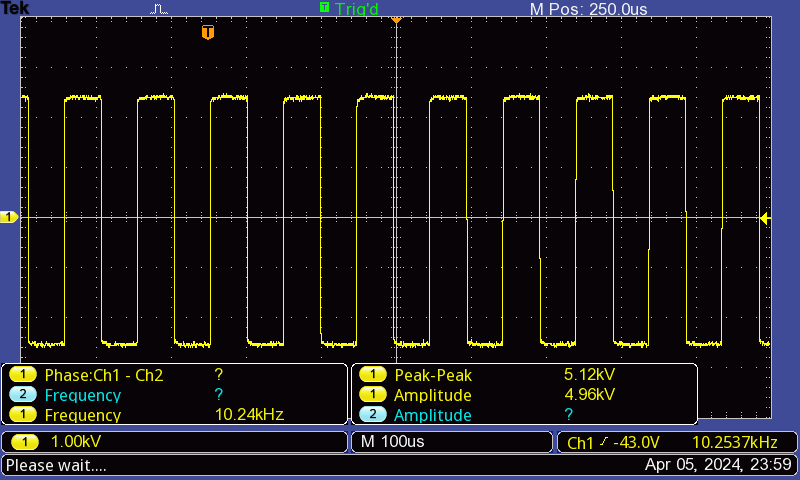 Tek T Trig'd M Pos: 250.0us
T
1
1 Phase:Ch1 - Ch2 ?
2 Frequency ?
1 Frequency 10.24kHz
1 Peak-Peak 5.12kV
1 Amplitude 4.96kV
2 Amplitude ?
1 1.00kV M 100us Ch1 -43.0V 10.2537kHz
Please wait.... Apr 05, 2024, 23:59